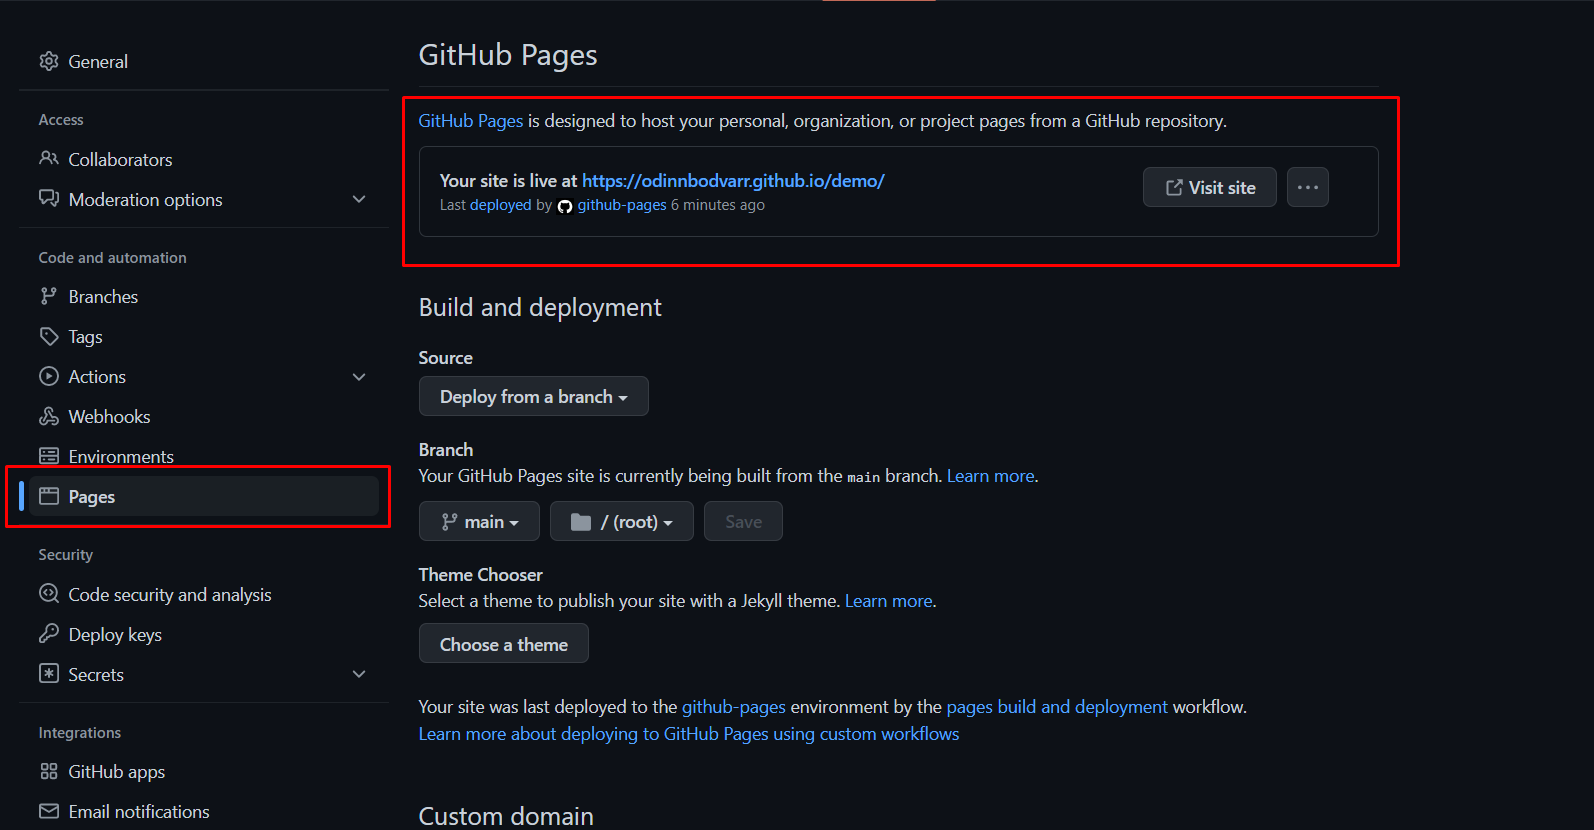 General
Access
Collaborators
Moderation options
Code and automation
Branches
Tags
Actions
Webhooks
Environments
Pages
Security
Code security and analysis
Deploy keys
Secrets
Integrations
GitHub apps
Email notifications
GitHub Pages
GitHub Pages is designed to host your personal, organization, or project pages from a GitHub repository.
Your site is live at https://odinnbodvarr.github.io/demo/
Last deployed by github-pages 6 minutes ago
Visit site
Build and deployment
Source
Deploy from a branch
Branch
Your GitHub Pages site is currently being built from the main branch. Learn more.
main / (root) Save
Theme Chooser
Select a theme to publish your site with a Jekyll theme. Learn more.
Choose a theme
Your site was last deployed to the github-pages environment by the pages build and deployment workflow.
Learn more about deploying to GitHub Pages using custom workflows
Custom domain